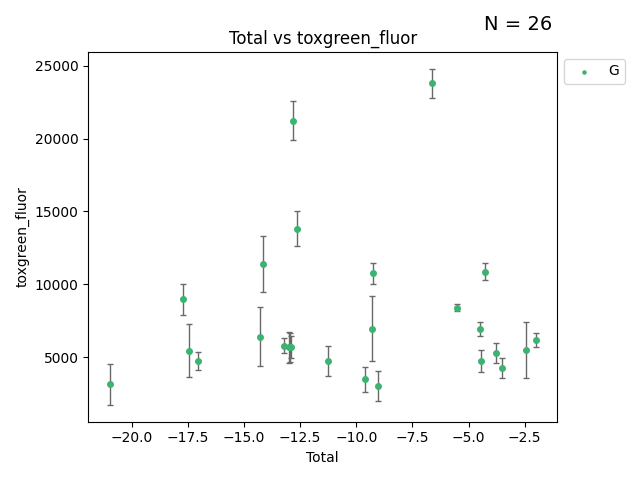 N = 26
Total vs toxgreen_fluor
G
toxgreen_fluor
25000
20000
15000
10000
5000
−20.0 −17.5 −15.0 −12.5 −10.0 −7.5 −5.0 −2.5
Total